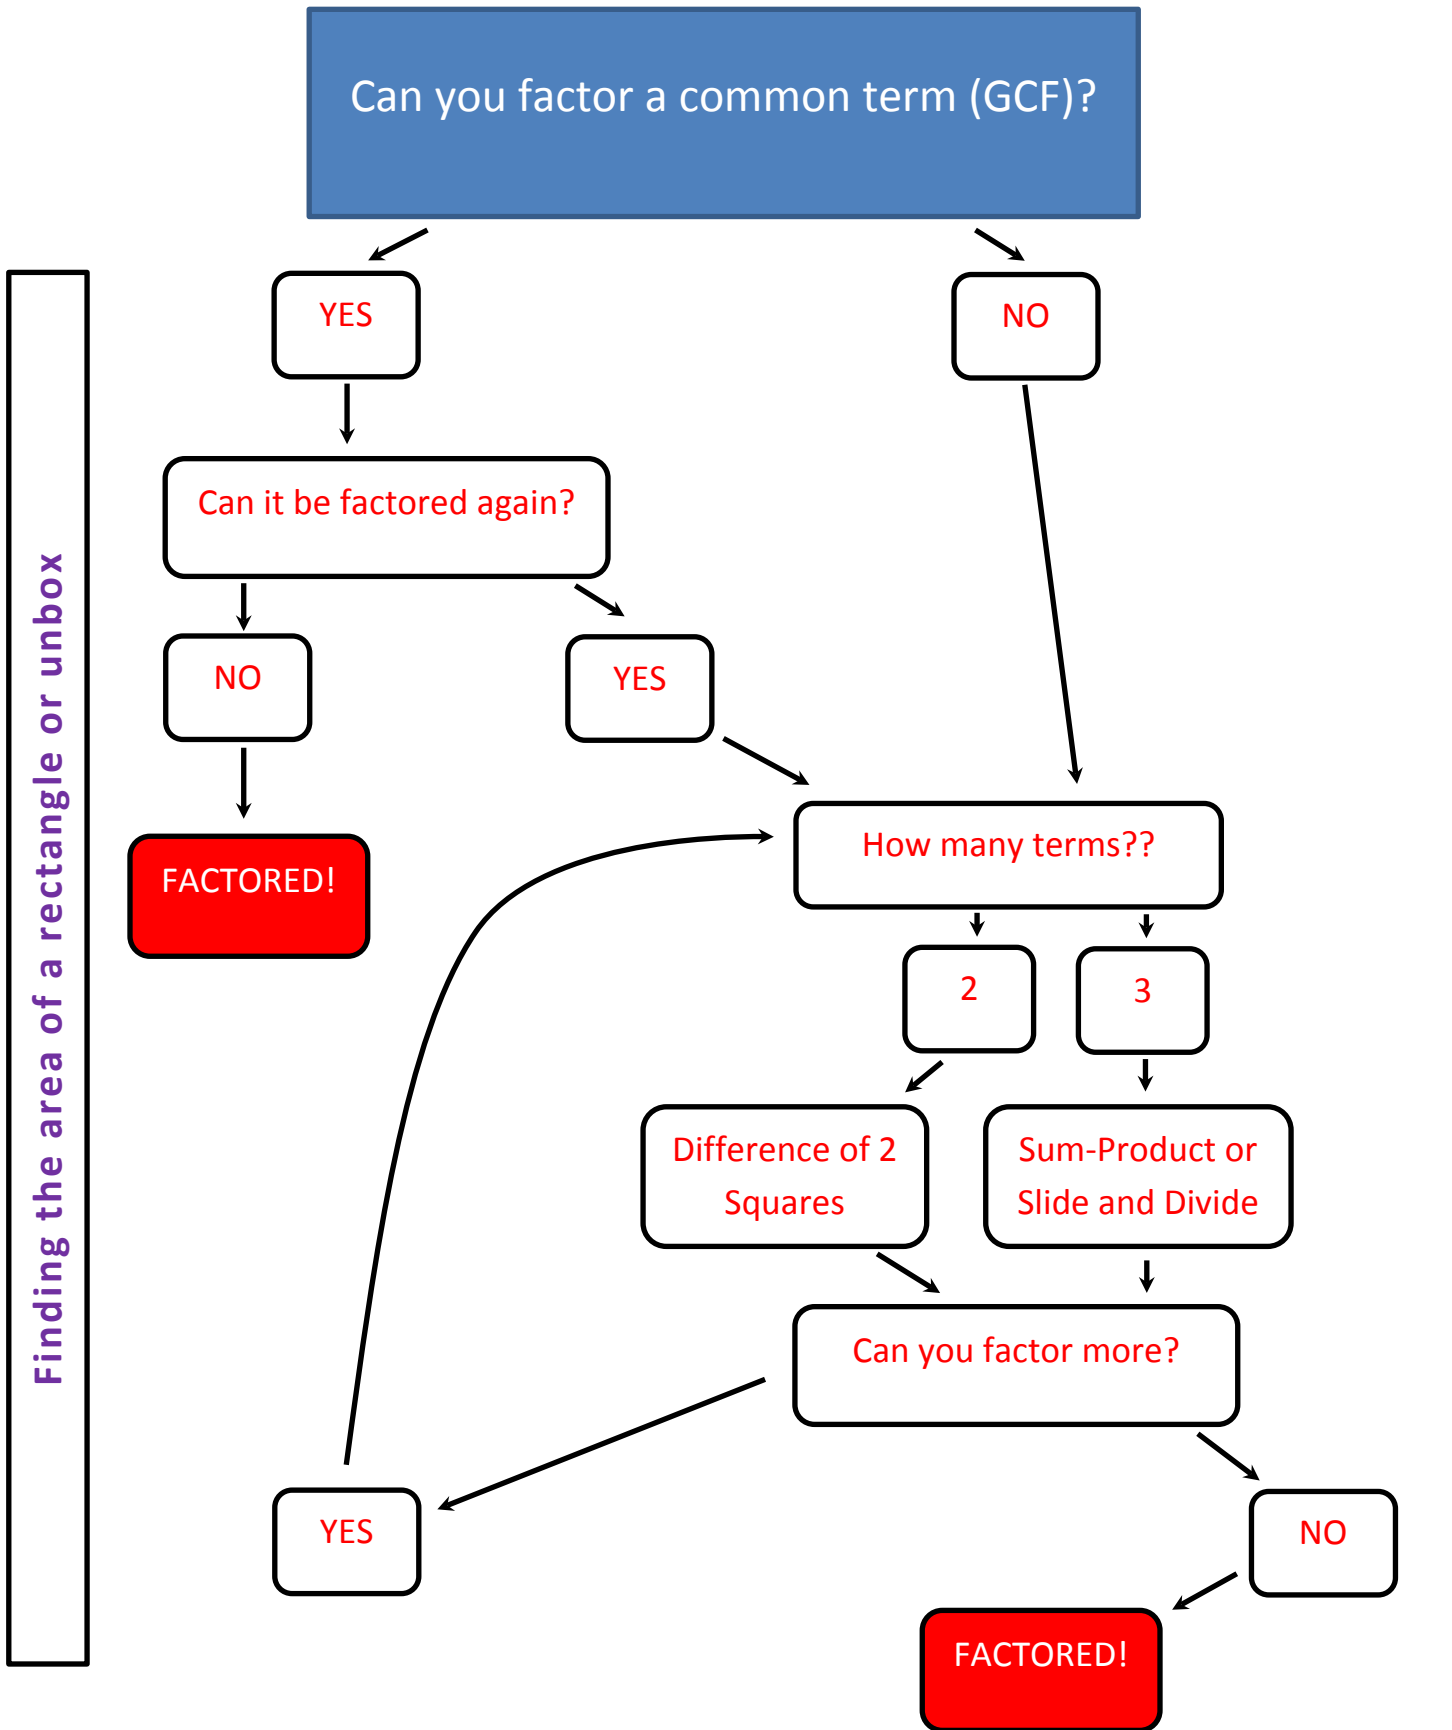 Can you factor a common term (GCF)?
YES
NO
Can it be factored again?
NO
YES
FACTORED!
How many terms??
2
3
Difference of 2
Squares
Sum-Product or
Slide and Divide
Can you factor more?
YES
NO
FACTORED!
Finding the area of a rectangle or unbox